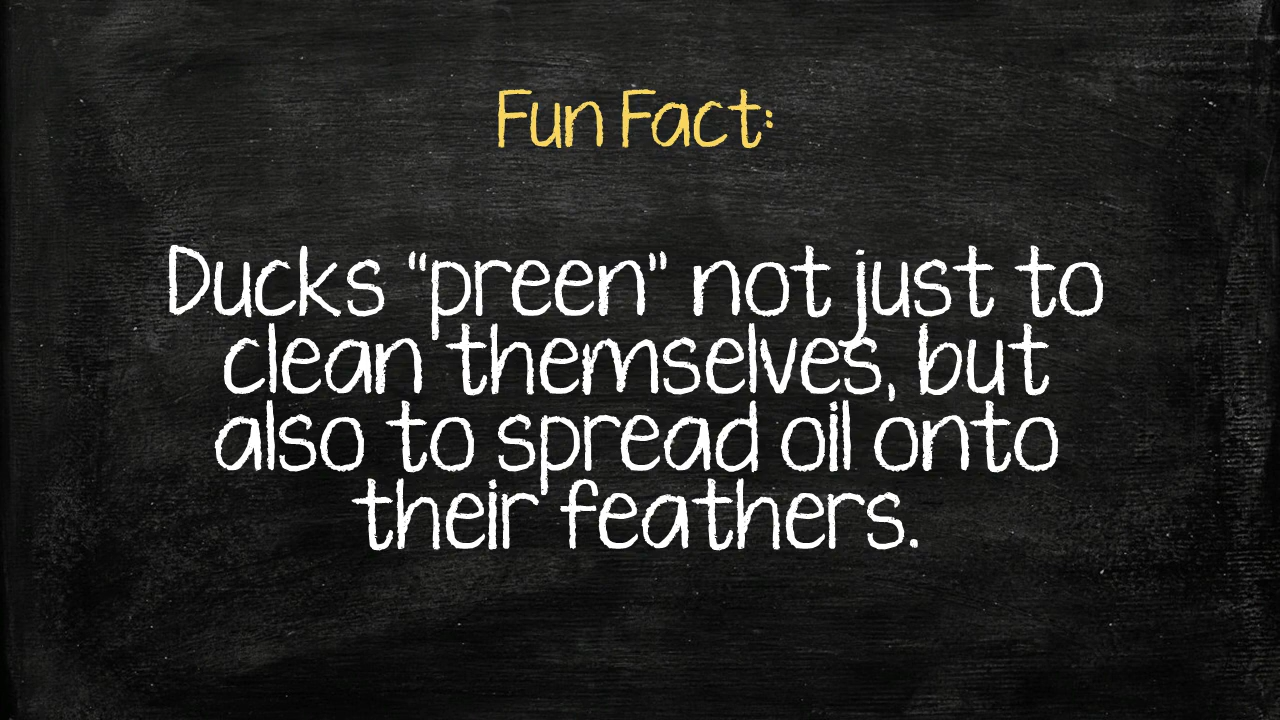 Fun Fact:
Ducks "preen" not just to
clean themselves, but
also to spread oil onto
their feathers.